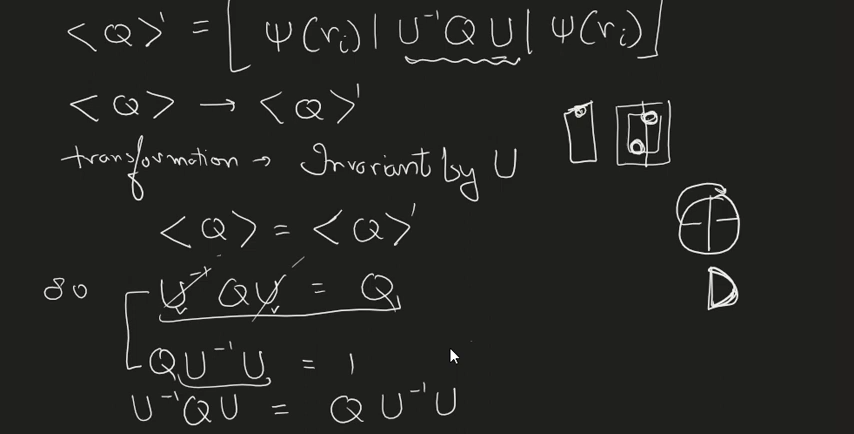 <Q>' = [ Ψ(rᵢ) | U⁻¹QU | Ψ(rᵢ) ]
<Q> → <Q>'
transformation → Invariant by U
<Q> = <Q>'
so U⁻¹QU = Q
QU⁻¹U = 1
U⁻¹QU = QU⁻¹U